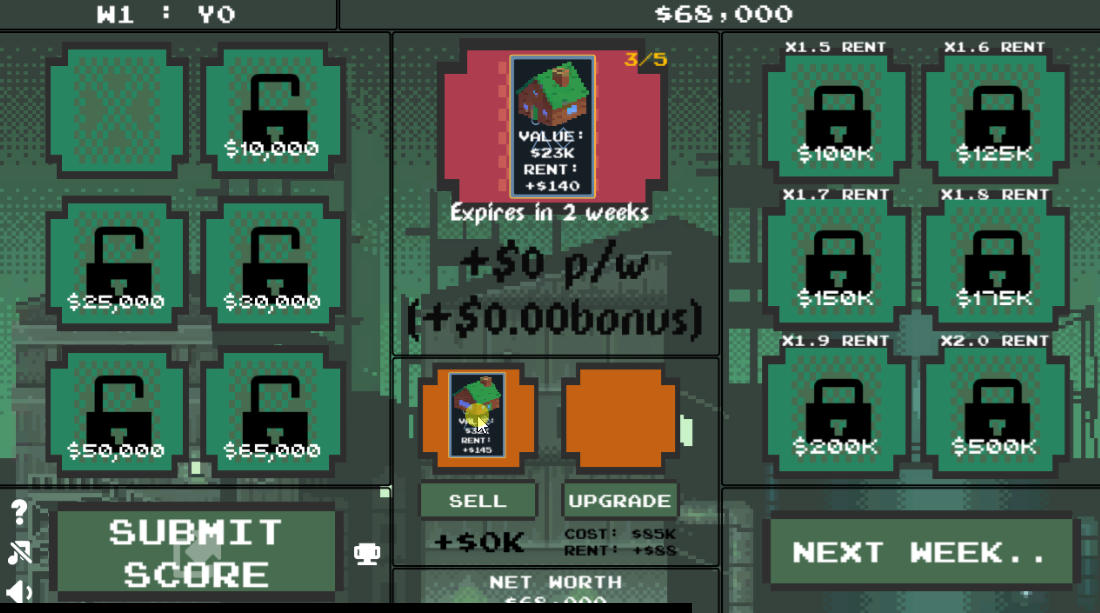 W1 : Y0
$68,000
$10,000
$25,000
$30,000
$50,000
$65,000
SUBMIT
SCORE
?
3/5
VALUE:
$23K
RENT:
+$140
Expires in 2 weeks
+$0 p/w
(+$0.00bonus)
RENT:
+$145
SELL
UPGRADE
+$0K
COST: $85K
RENT: +$88
NET WORTH
$68,000
X1.5 RENT
X1.6 RENT
$100K
$125K
X1.7 RENT
X1.8 RENT
$150K
$175K
X1.9 RENT
X2.0 RENT
$200K
$500K
NEXT WEEK..